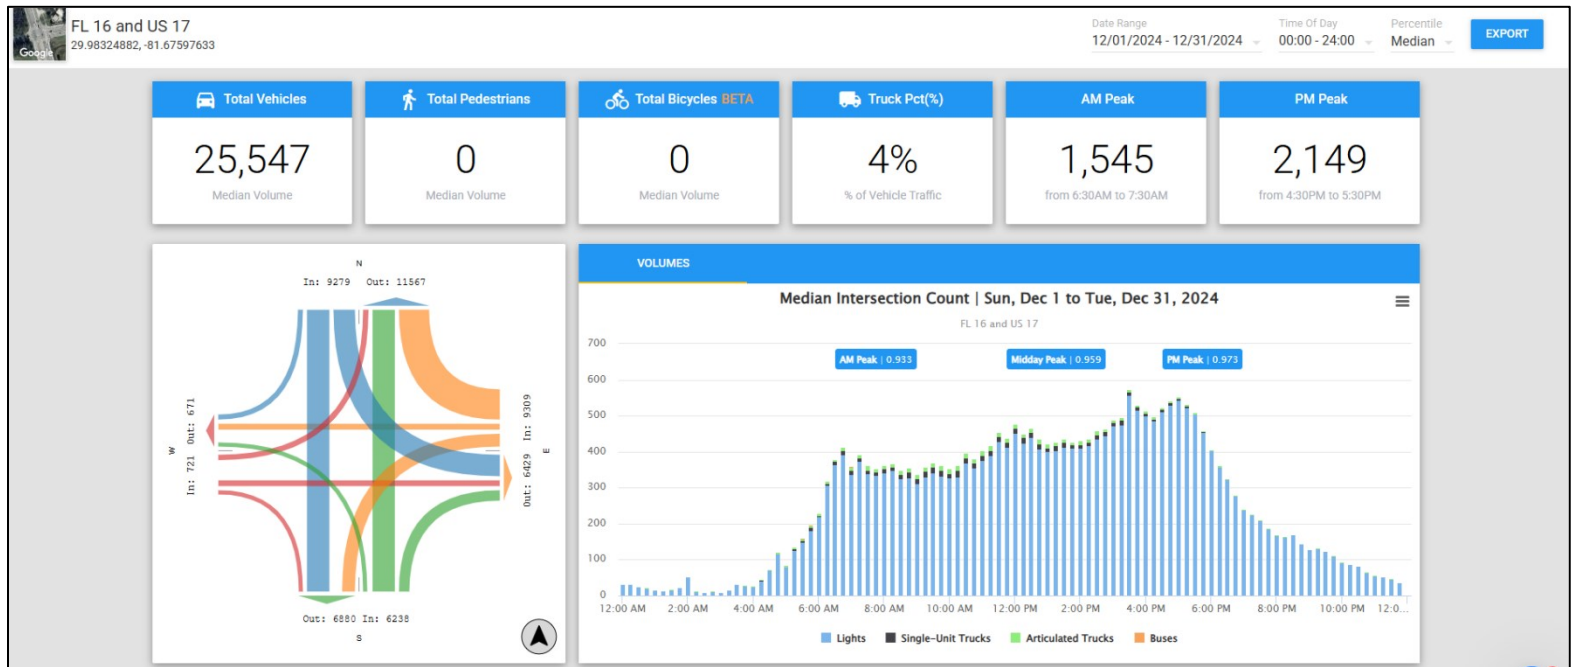 Google
FL 16 and US 17
29.98324882, -81.67597633
Date Range
12/01/2024 - 12/31/2024
Time Of Day
00:00 - 24:00
Percentile
Median
EXPORT
Total Vehicles
25,547
Median Volume
Total Pedestrians
0
Median Volume
Total Bicycles BETA
0
Median Volume
Truck Pct(%)
4%
% of Vehicle Traffic
AM Peak
1,545
from 6:30AM to 7:30AM
PM Peak
2,149
from 4:30PM to 5:30PM
N
In: 9279 Out: 11567
W
Out: 671
In: 721
In: 9309
Out: 6429
E
Out: 6880 In: 6238
S
VOLUMES
Median Intersection Count | Sun, Dec 1 to Tue, Dec 31, 2024
FL 16 and US 17
AM Peak | 0.933
Midday Peak | 0.959
PM Peak | 0.973
700
600
500
400
300
200
100
0
12:00 AM 2:00 AM 4:00 AM 6:00 AM 8:00 AM 10:00 AM 12:00 PM 2:00 PM 4:00 PM 6:00 PM 8:00 PM 10:00 PM 12:0...
Lights Single-Unit Trucks Articulated Trucks Buses